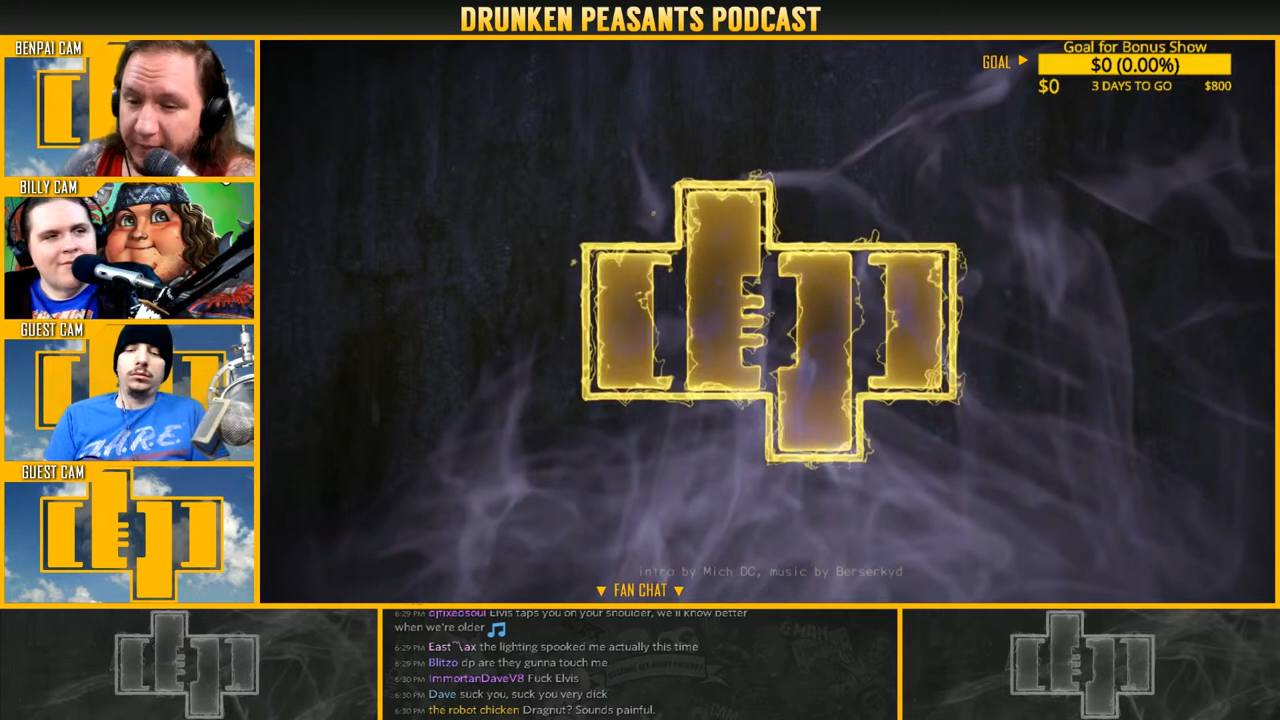 DRUNKEN PEASANTS PODCAST
BENPAI CAM
BILLY CAM
GUEST CAM
D.A.R.E.
GUEST CAM
GOAL
Goal for Bonus Show
$0 (0.00%)
$0 3 DAYS TO GO $800
intro by Mich DC, music by Berserkyd
▼ FAN CHAT ▼
6:29 PM djfixedsoul Elvis taps you on your shoulder, we'll know better
when we're older 🎵
6:29 PM East~\ax the lighting spooked me actually this time
6:29 PM Blitzo dp are they gunna touch me
6:30 PM ImmortanDaveV8 Fuck Elvis
6:30 PM Dave suck you, suck you very dick
6:30 PM the robot chicken Dragnut? Sounds painful.